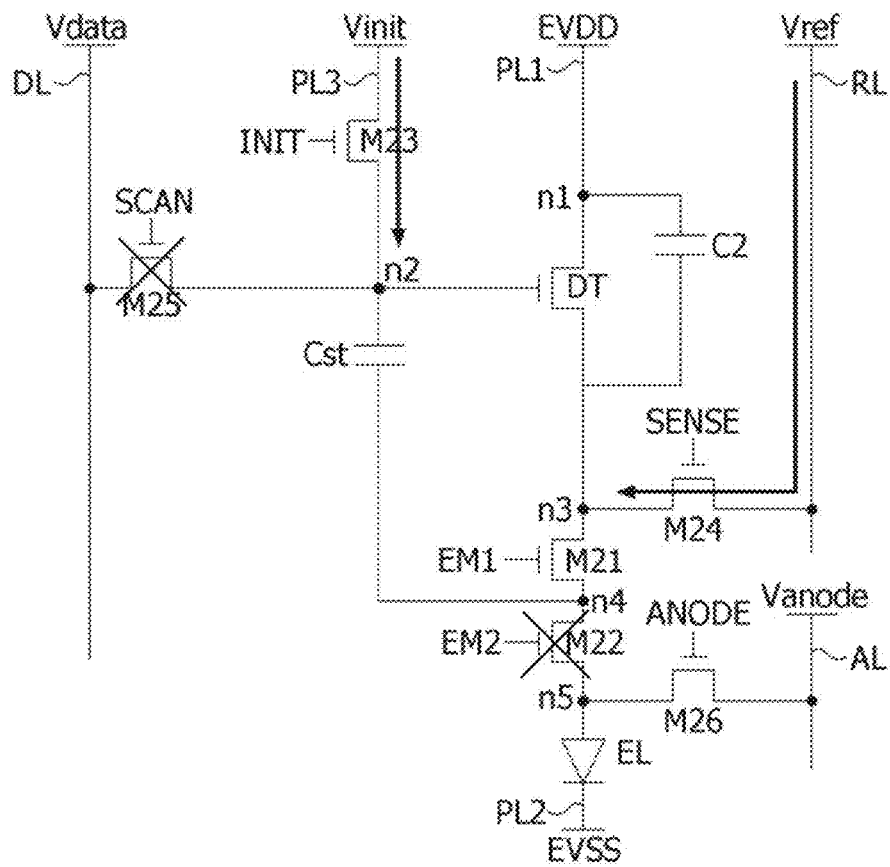 Vdata Vinit EVDD Vref
DL PL3 PL1 RL
INIT M23
SCAN
n1
C2
n2
DT
M25
Cst
SENSE
n3
M24
EM1 M21
n4
Vanode
ANODE
EM2 M22
AL
n5
M26
EL
PL2
EVSS